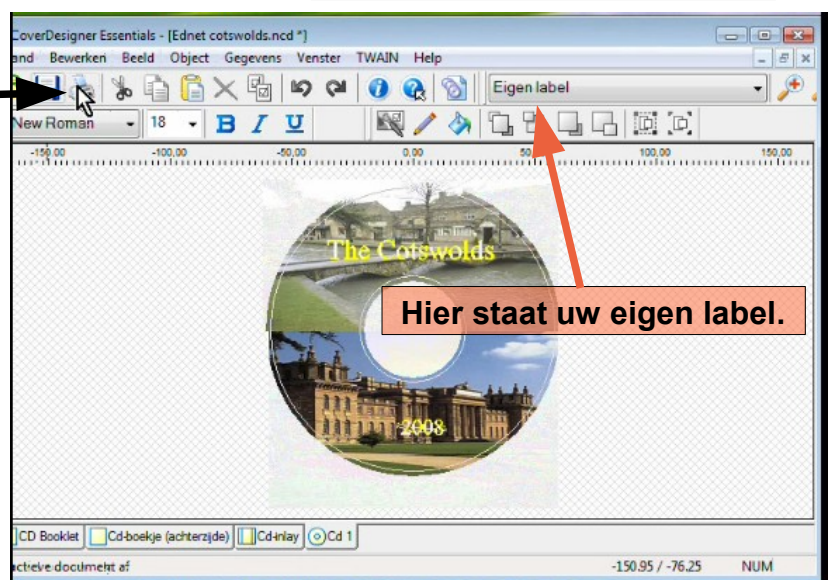 CoverDesigner Essentials - [Ednet cotswolds.ncd *]
and Bewerken Beeld Object Gegevens Venster TWAIN Help
Eigen label
New Roman 18 B I U
-150,00 -100,00 -50,00 0,00 50, 100,00 150,00
The Cotswolds
Hier staat uw eigen label.
2008
CD Booklet Cd-boekje (achterzijde) Cd-inlay Cd 1
actieve document af -150.95 / -76.25 NUM